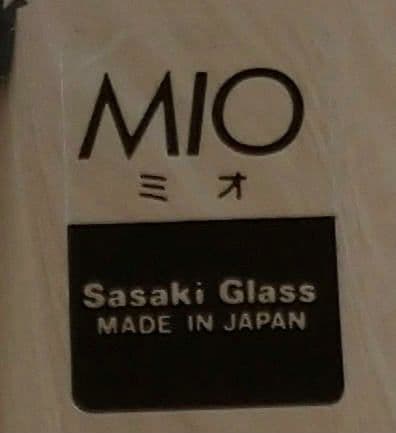 MIO
ミオ
Sasaki Glass
MADE IN JAPAN